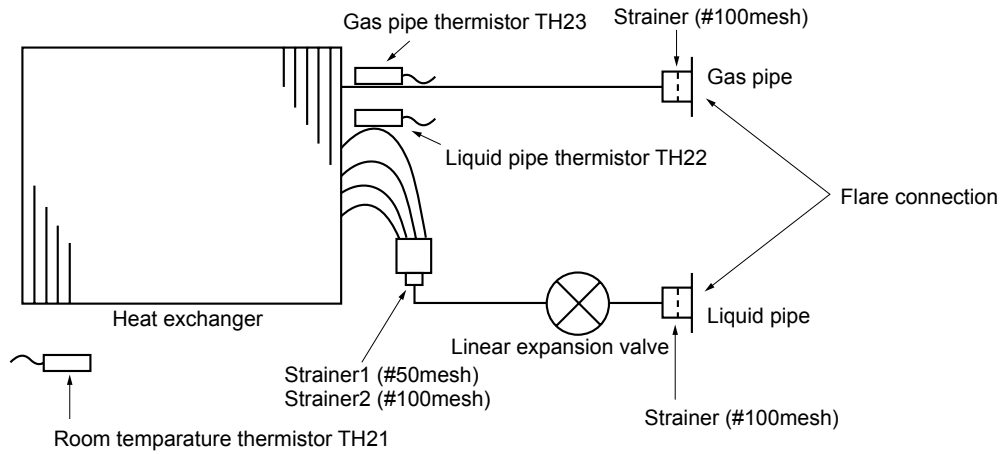 Gas pipe thermistor TH23
Strainer (#100mesh)
Gas pipe
Liquid pipe thermistor TH22
Flare connection
Heat exchanger
Linear expansion valve
Liquid pipe
Strainer1 (#50mesh)
Strainer2 (#100mesh)
Strainer (#100mesh)
Room temparature thermistor TH21